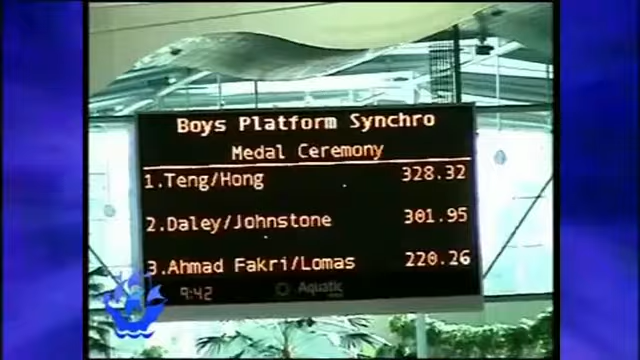 Boys Platform Synchro
Medal Ceremony
1.Teng/Hong 328.32
2.Daley/Johnstone 301.95
3.Ahmad Fakri/Lomas 220.26
9:42 Aquatic